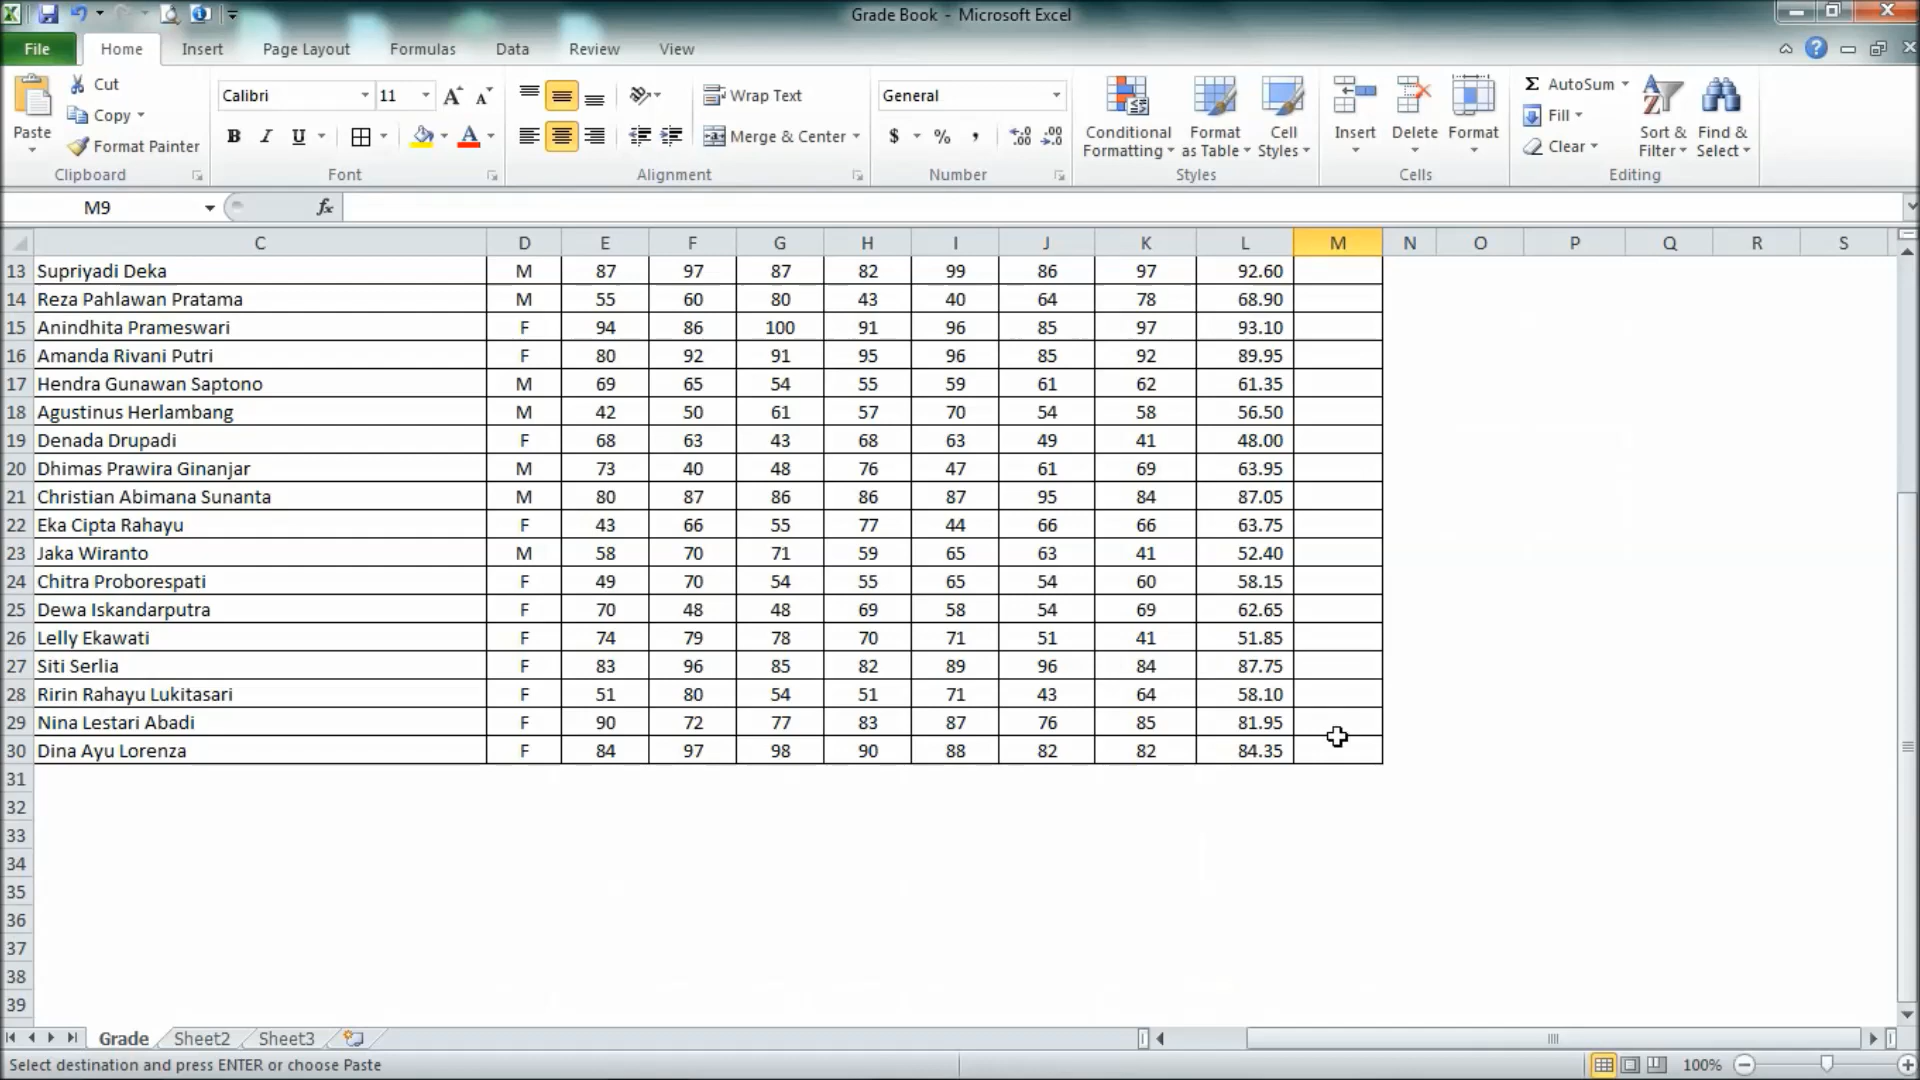 Grade Book - Microsoft Excel
File Home Insert Page Layout Formulas Data Review View
Paste
Cut
Copy
Format Painter
Clipboard
Calibri 11
B I U
Font
Wrap Text
Merge & Center
Alignment
General
$ % ,
Number
Conditional Formatting
Format as Table
Cell Styles
Styles
Insert Delete Format
Cells
Σ AutoSum
Fill
Clear
Sort & Filter
Find & Select
Editing
M9 fx
C D E F G H I J K L M N O P Q R S
13 Supriyadi Deka M 87 97 87 82 99 86 97 92.60
14 Reza Pahlawan Pratama M 55 60 80 43 40 64 78 68.90
15 Anindhita Prameswari F 94 86 100 91 96 85 97 93.10
16 Amanda Rivani Putri F 80 92 91 95 96 85 92 89.95
17 Hendra Gunawan Saptono M 69 65 54 55 59 61 62 61.35
18 Agustinus Herlambang M 42 50 61 57 70 54 58 56.50
19 Denada Drupadi F 68 63 43 68 63 49 41 48.00
20 Dhimas Prawira Ginanjar M 73 40 48 76 47 61 69 63.95
21 Christian Abimana Sunanta M 80 87 86 86 87 95 84 87.05
22 Eka Cipta Rahayu F 43 66 55 77 44 66 66 63.75
23 Jaka Wiranto M 58 70 71 59 65 63 41 52.40
24 Chitra Proborespati F 49 70 54 55 65 54 60 58.15
25 Dewa Iskandarputra F 70 48 48 69 58 54 69 62.65
26 Lelly Ekawati F 74 79 78 70 71 51 41 51.85
27 Siti Serlia F 83 96 85 82 89 96 84 87.75
28 Ririn Rahayu Lukitasari F 51 80 54 51 71 43 64 58.10
29 Nina Lestari Abadi F 90 72 77 83 87 76 85 81.95
30 Dina Ayu Lorenza F 84 97 98 90 88 82 82 84.35
31
32
33
34
35
36
37
38
39
Grade Sheet2 Sheet3
Select destination and press ENTER or choose Paste 100%